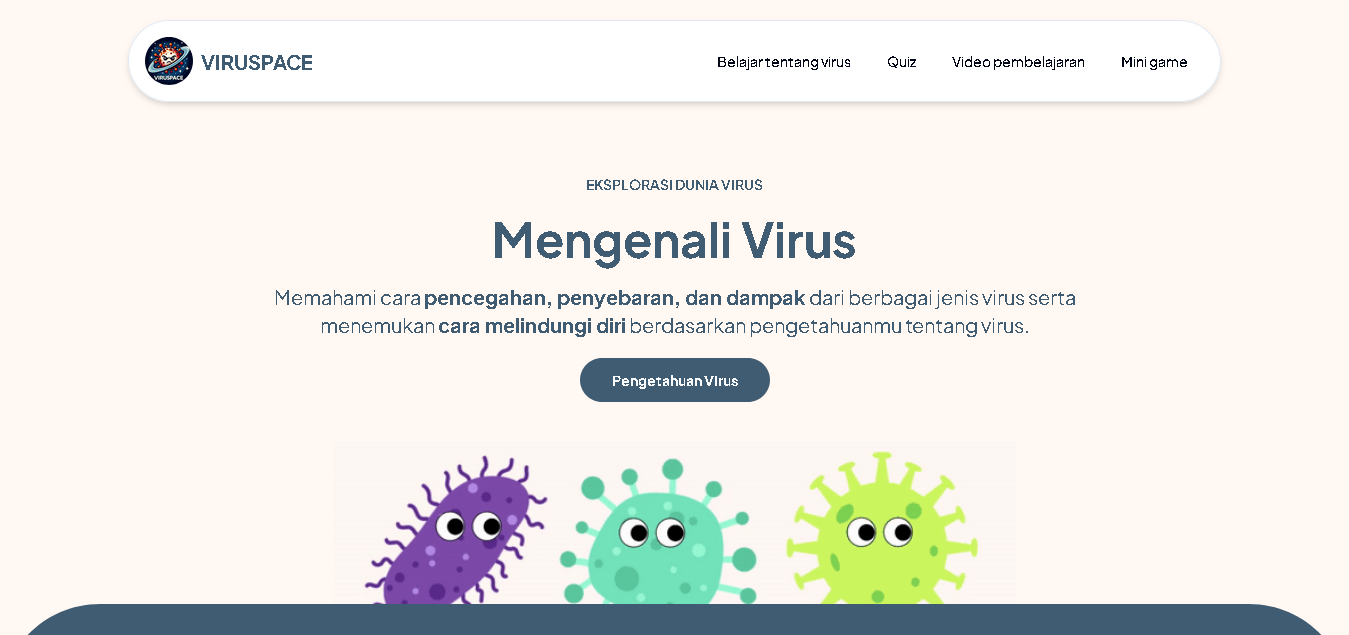 VIRUSPACE
VIRUSPACE
Belajar tentang virus
Quiz
Video pembelajaran
Mini game
EKSPLORASI DUNIA VIRUS
Mengenali Virus
Memahami cara pencegahan, penyebaran, dan dampak dari berbagai jenis virus serta
menemukan cara melindungi diri berdasarkan pengetahuanmu tentang virus.
Pengetahuan Virus